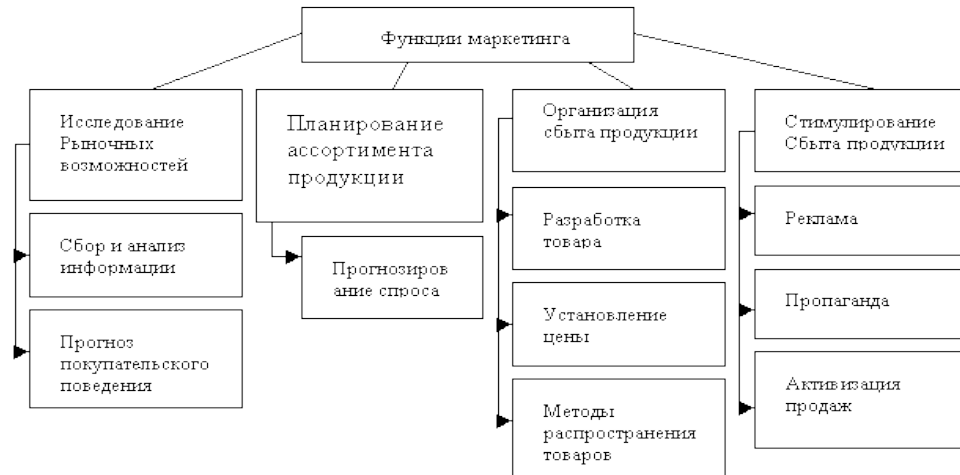 Функции маркетинга
Исследование
Рыночных
возможностей
Сбор и анализ
информации
Прогноз
покупательского
поведения
Планирование
ассортимента
продукции
Прогнозиров
ание спроса
Организация
сбыта продукции
Разработка
товара
Установление
цены
Методы
распространения
товаров
Стимулирование
Сбыта продукции
Реклама
Пропаганда
Активизация
продаж